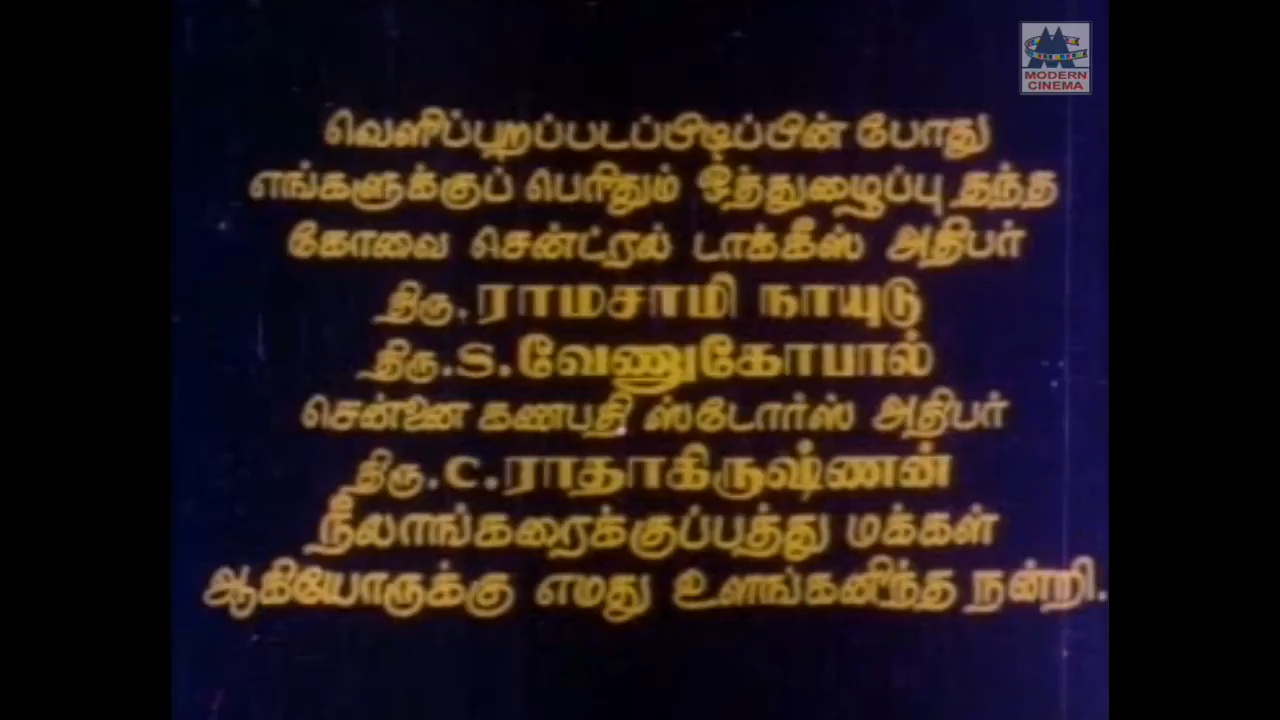 MODERN
CINEMA
வெளிப்புறப்படப்பிடிப்பின் போது
எங்களுக்குப் பெரிதும் ஒத்துழைப்பு தந்த
கோவை சென்ட்ரல் டாக்கீஸ் அதிபர்
திரு. ராமசாமி நாயுடு
திரு. S. வேணுகோபால்
சென்னை கணபதி ஸ்டோர்ஸ் அதிபர்
திரு. C. ராதாகிருஷ்ணன்
நீலாங்கரைக்குப்பத்து மக்கள்
ஆகியோருக்கு எமது உளங்கனிந்த நன்றி.